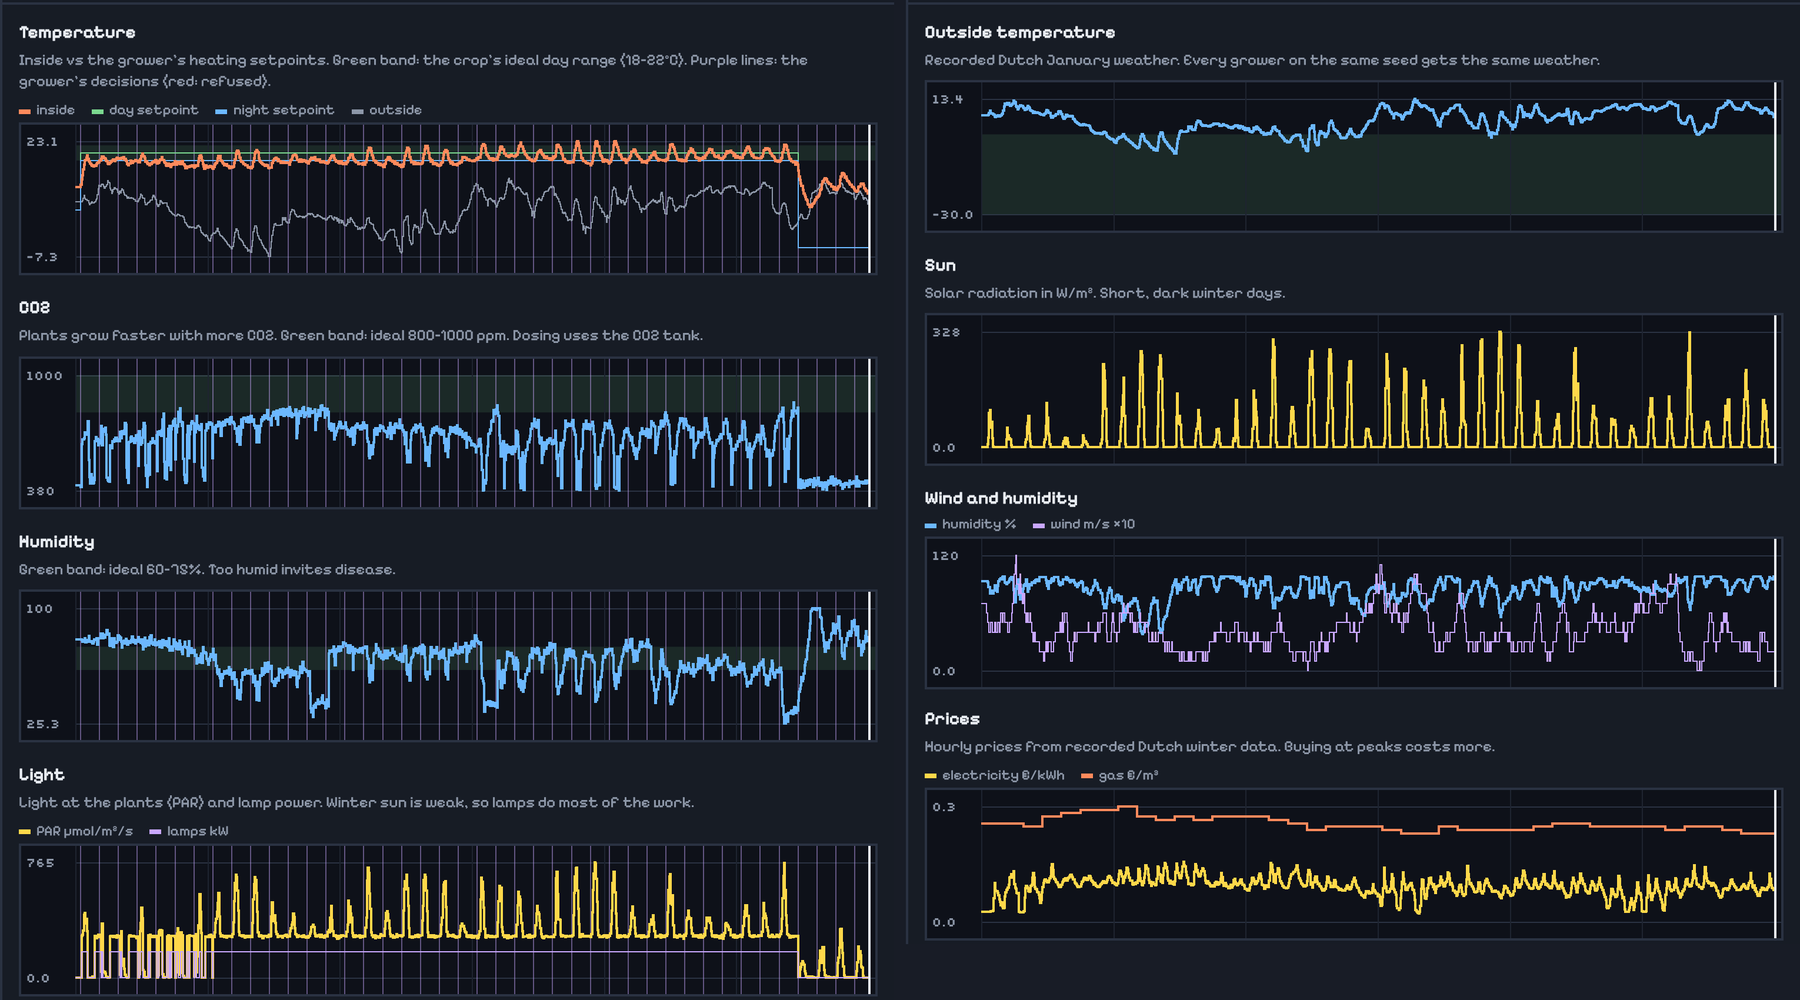 Temperature
Inside vs the grower's heating setpoints. Green band: the crop's ideal day range (18-22°C). Purple lines: the
grower's decisions (red: refused).
inside day setpoint night setpoint outside
23.1
-7.3
CO2
Plants grow faster with more CO2. Green band: ideal 800-1000 ppm. Dosing uses the CO2 tank.
1000
380
Humidity
Green band: ideal 60-75%. Too humid invites disease.
100
25.3
Light
Light at the plants (PAR) and lamp power. Winter sun is weak, so lamps do most of the work.
PAR μmol/m²/s lamps kW
765
0.0
Outside temperature
Recorded Dutch January weather. Every grower on the same seed gets the same weather.
13.4
-30.0
Sun
Solar radiation in W/m². Short, dark winter days.
328
0.0
Wind and humidity
humidity % wind m/s ×10
120
0.0
Prices
Hourly prices from recorded Dutch winter data. Buying at peaks costs more.
electricity €/kWh gas €/m³
0.3
0.0